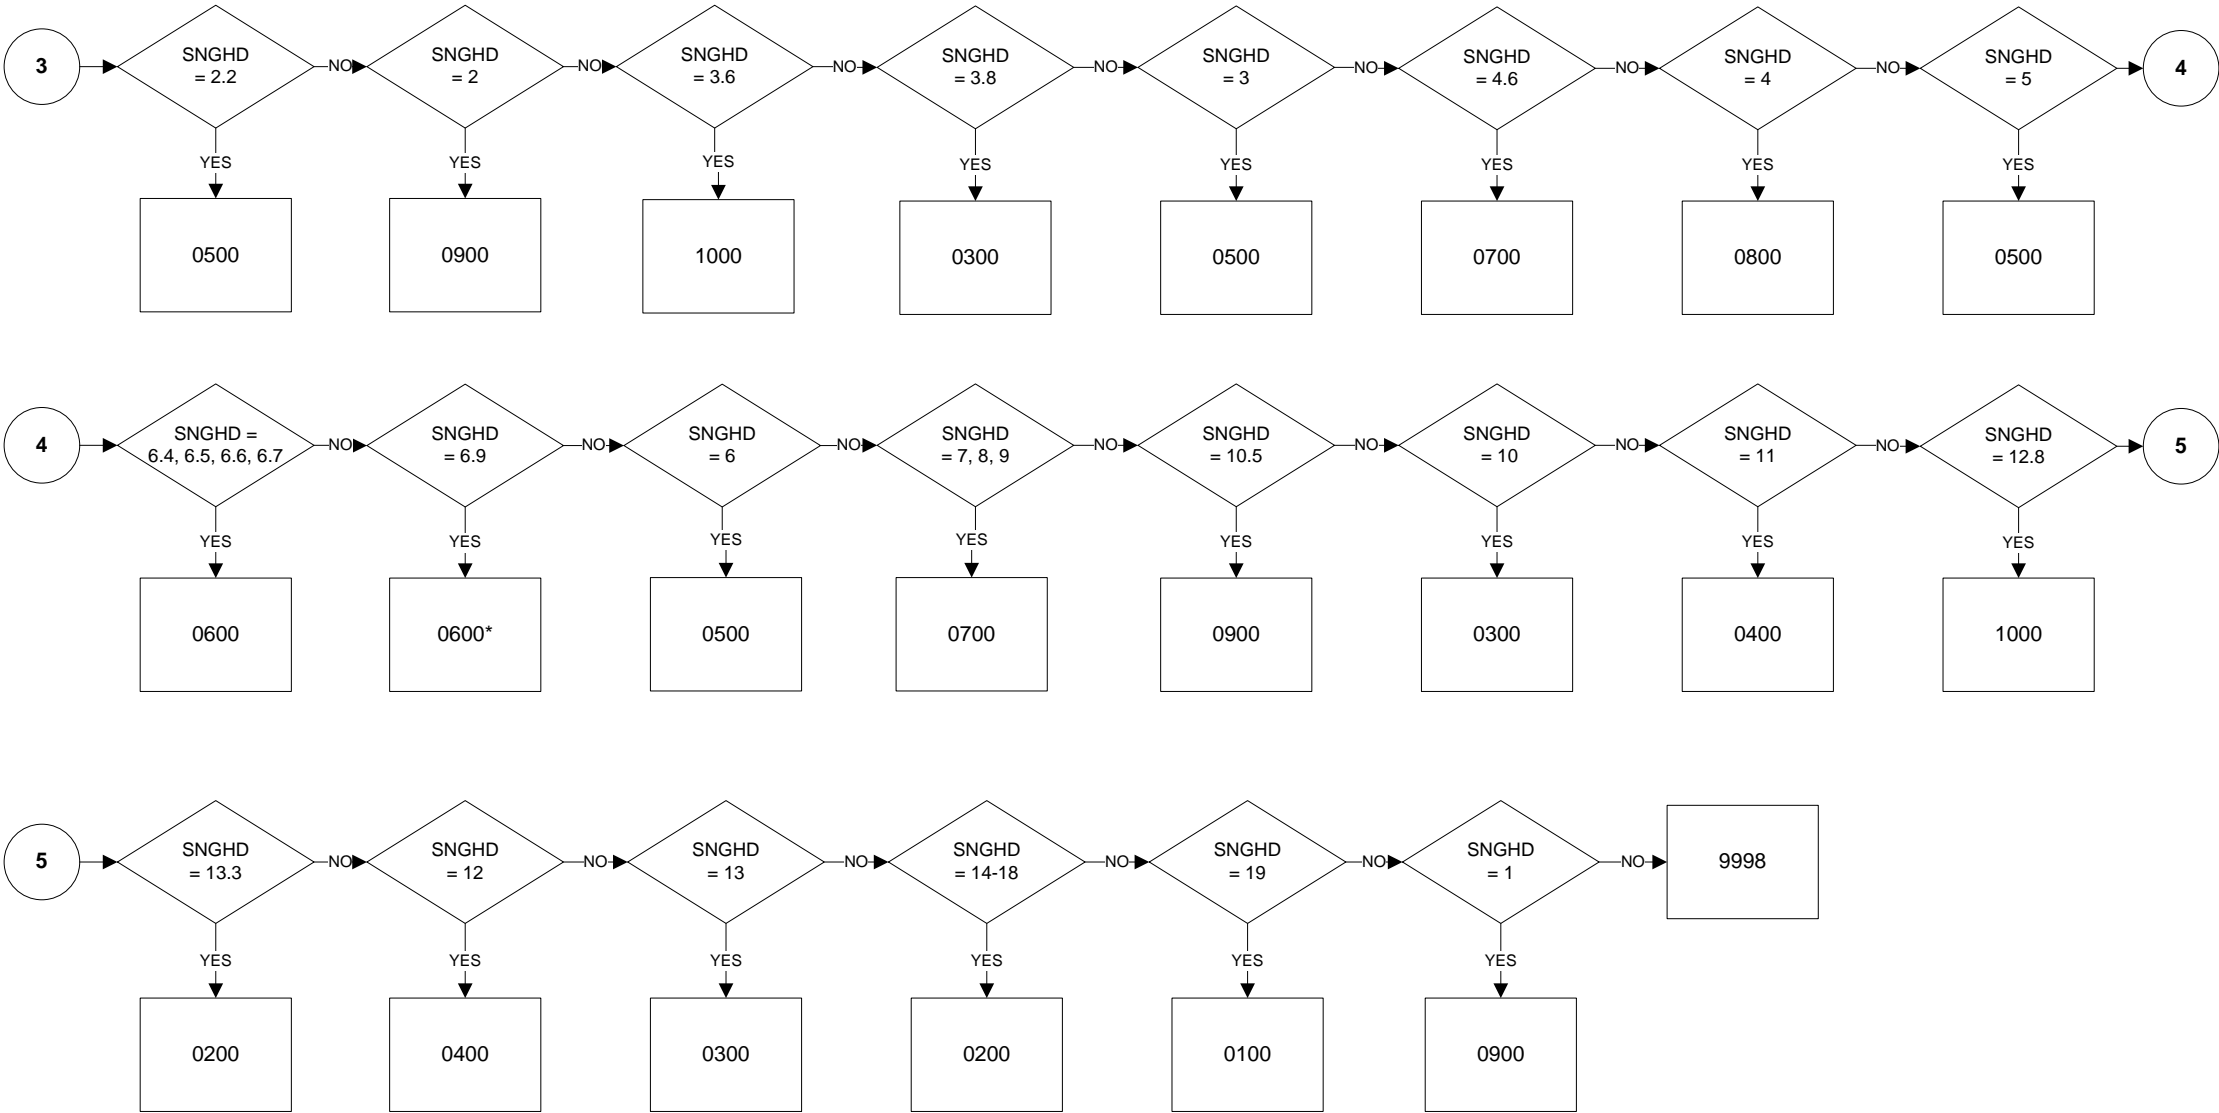 3
SNGHD
= 2.2
NO
SNGHD
= 2
NO
SNGHD
= 3.6
NO
SNGHD
= 3.8
NO
SNGHD
= 3
NO
SNGHD
= 4.6
NO
SNGHD
= 4
NO
SNGHD
= 5
4
YES
YES
YES
YES
YES
YES
YES
YES
0500
0900
1000
0300
0500
0700
0800
0500
4
SNGHD =
6.4, 6.5, 6.6, 6.7
NO
SNGHD
= 6.9
NO
SNGHD
= 6
NO
SNGHD
= 7, 8, 9
NO
SNGHD
= 10.5
NO
SNGHD
= 10
NO
SNGHD
= 11
NO
SNGHD
= 12.8
5
YES
YES
YES
YES
YES
YES
YES
YES
0600
0600*
0500
0700
0900
0300
0400
1000
5
SNGHD
= 13.3
NO
SNGHD
= 12
NO
SNGHD
= 13
NO
SNGHD
= 14-18
NO
SNGHD
= 19
NO
SNGHD
= 1
NO
9998
YES
YES
YES
YES
YES
YES
0200
0400
0300
0200
0100
0900